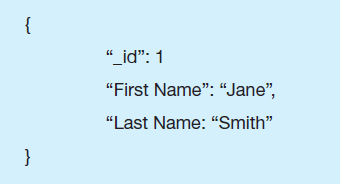 {
“_id”: 1
“First Name”: “Jane”,
“Last Name: “Smith”
}